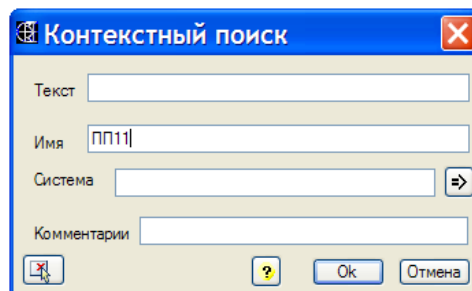 Контекстный поиск
Текст
Имя ПП11
Система
Комментарии
? Ok Отмена